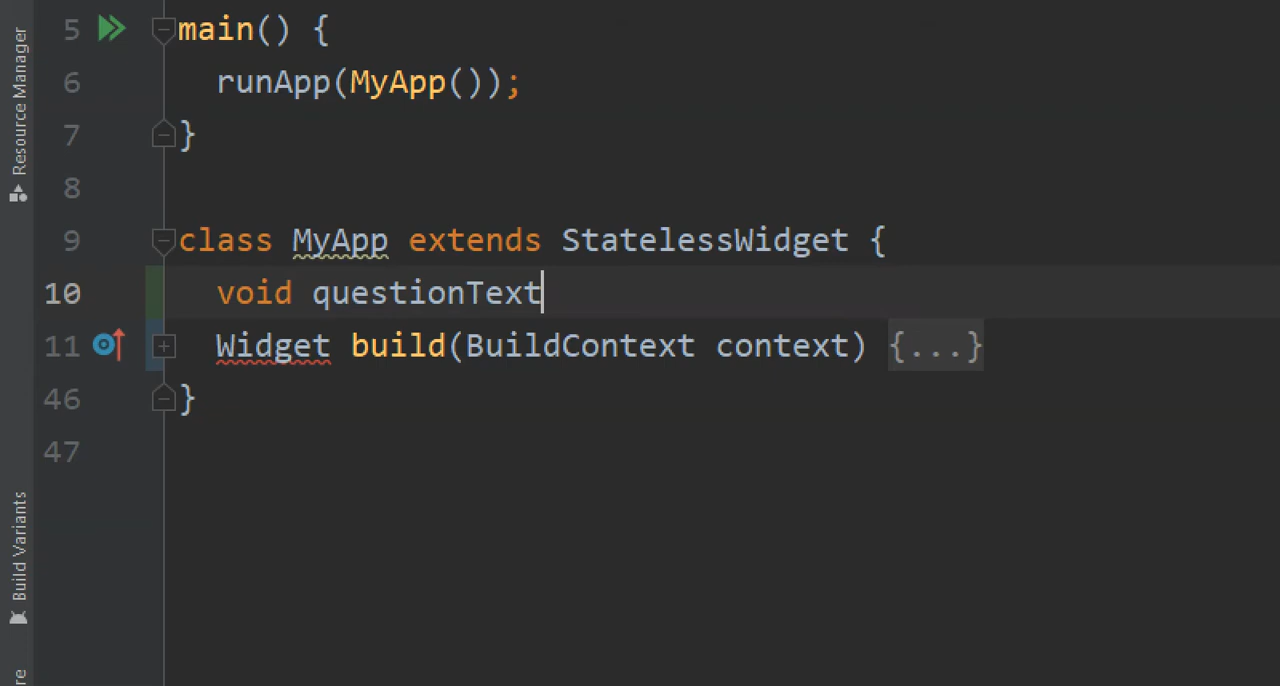 Resource Manager
Build Variants
re
5 main() {
6   runApp(MyApp());
7 }
8
9 class MyApp extends StatelessWidget {
10   void questionText
11   Widget build(BuildContext context) {...}
46 }
47